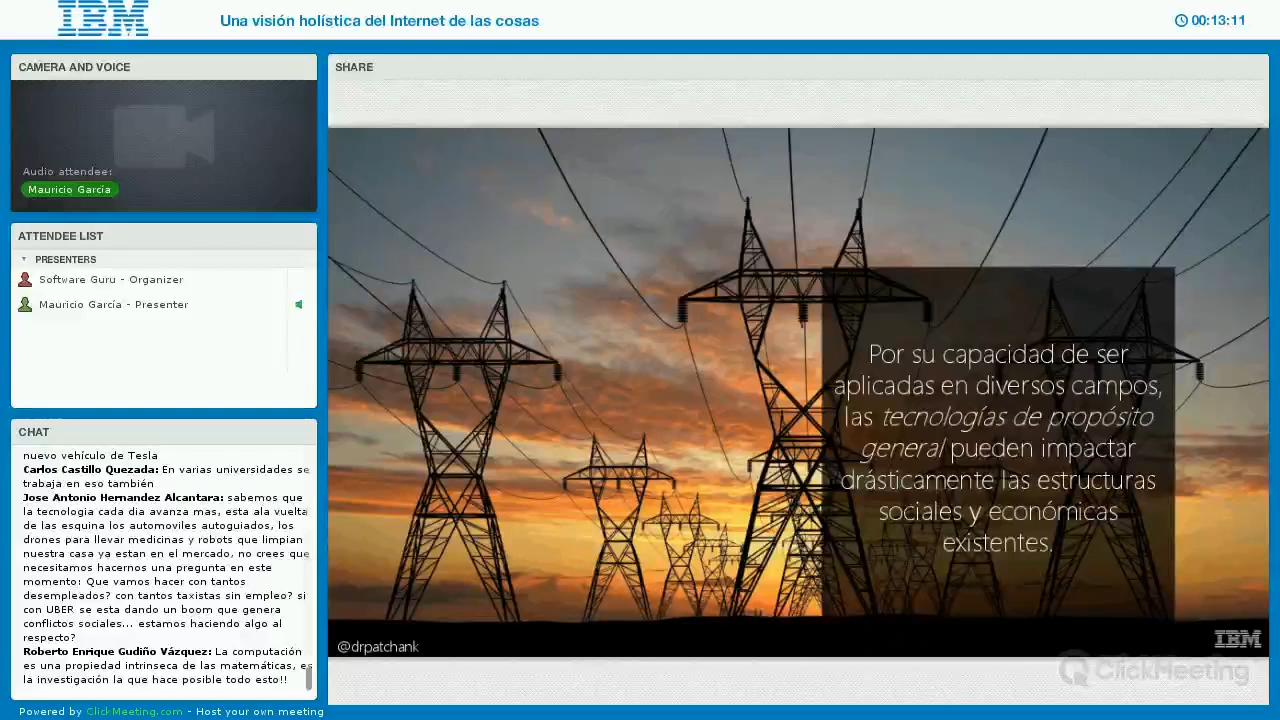 IBM
Una visión holística del Internet de las cosas
00:13:11
CAMERA AND VOICE
Audio attendee:
Mauricio García
ATTENDEE LIST
PRESENTERS
Software Guru - Organizer
Mauricio García - Presenter
CHAT
nuevo vehículo de Tesla
Carlos Castillo Quezada: En varias universidades se
trabaja en eso también
Jose Antonio Hernandez Alcantara: sabemos que
la tecnologia cada dia avanza mas, esta ala vuelta
de las esquina los automoviles autoguiados, los
drones para llevar medicinas y robots que limpian
nuestra casa ya estan en el mercado, no crees que
necesitamos hacernos una pregunta en este
momento: Que vamos hacer con tantos
desempleados? con tantos taxistas sin empleo? si
con UBER se esta dando un boom que genera
conflictos sociales... estamos haciendo algo al
respecto?
Roberto Enrique Gudiño Vázquez: La computación
es una propiedad intrinseca de las matemáticas, es
la investigación la que hace posible todo esto!!
Powered by ClickMeeting.com - Host your own meeting
SHARE
Por su capacidad de ser
aplicadas en diversos campos,
las tecnologías de propósito
general pueden impactar
drásticamente las estructuras
sociales y económicas
existentes.
@drpatchank
IBM
ClickMeeting